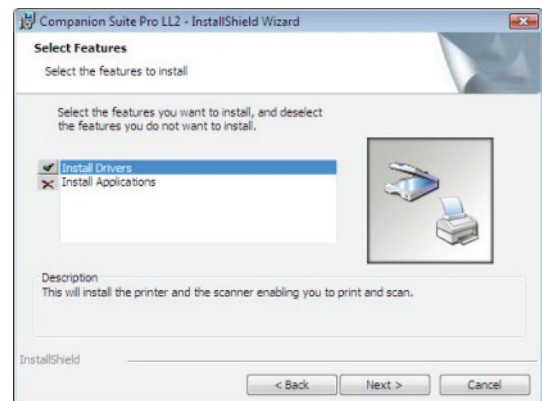 Companion Suite Pro LL2 - InstallShield Wizard
Select Features
Select the features to install
Select the features you want to install, and deselect
the features you do not want to install.
Install Drivers
Install Applications
Description
This will install the printer and the scanner enabling you to print and scan.
InstallShield
< Back
Next >
Cancel